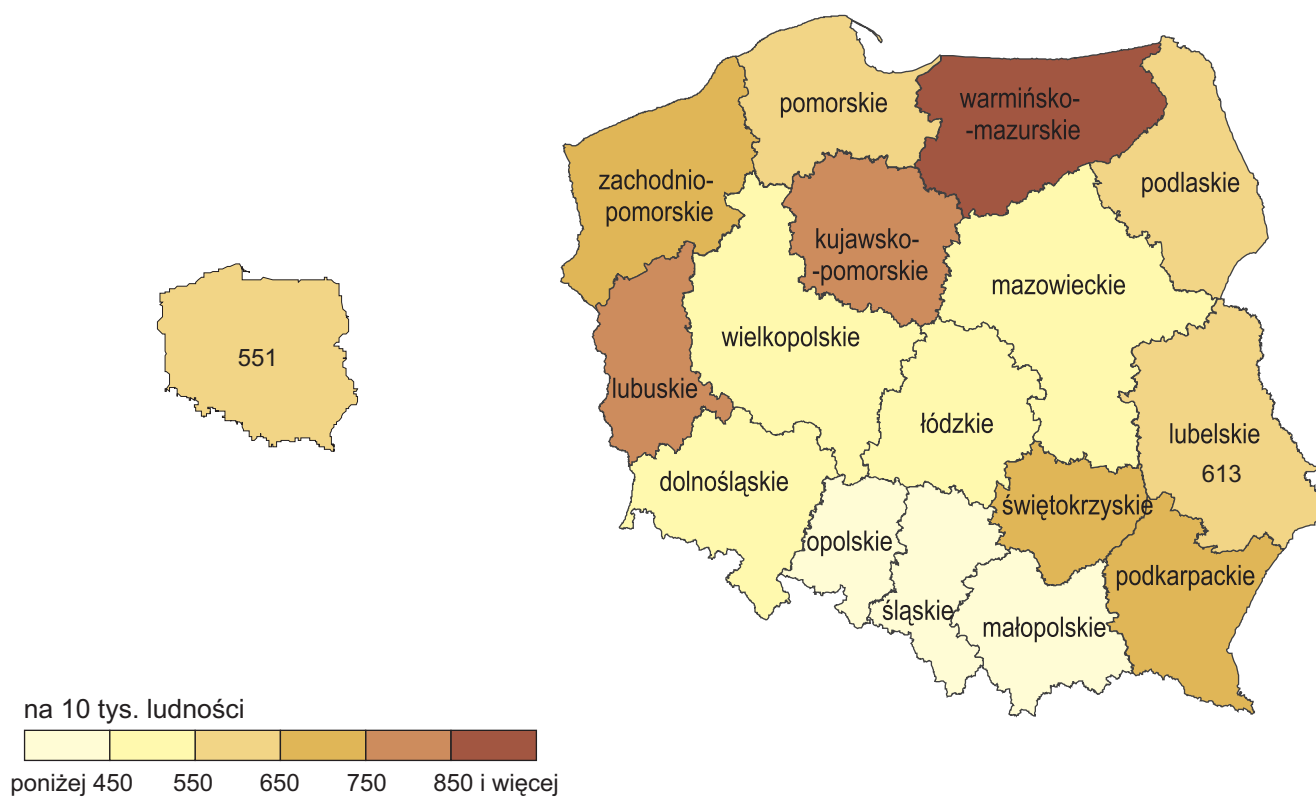 pomorskie
warmińsko-
-mazurskie
podlaskie
zachodnio-
pomorskie
kujawsko-
-pomorskie
mazowieckie
wielkopolskie
551
lubuskie
łódzkie
lubelskie
613
dolnośląskie
świętokrzyskie
opolskie
podkarpackie
śląskie
małopolskie
na 10 tys. ludności
poniżej 450 550 650 750 850 i więcej